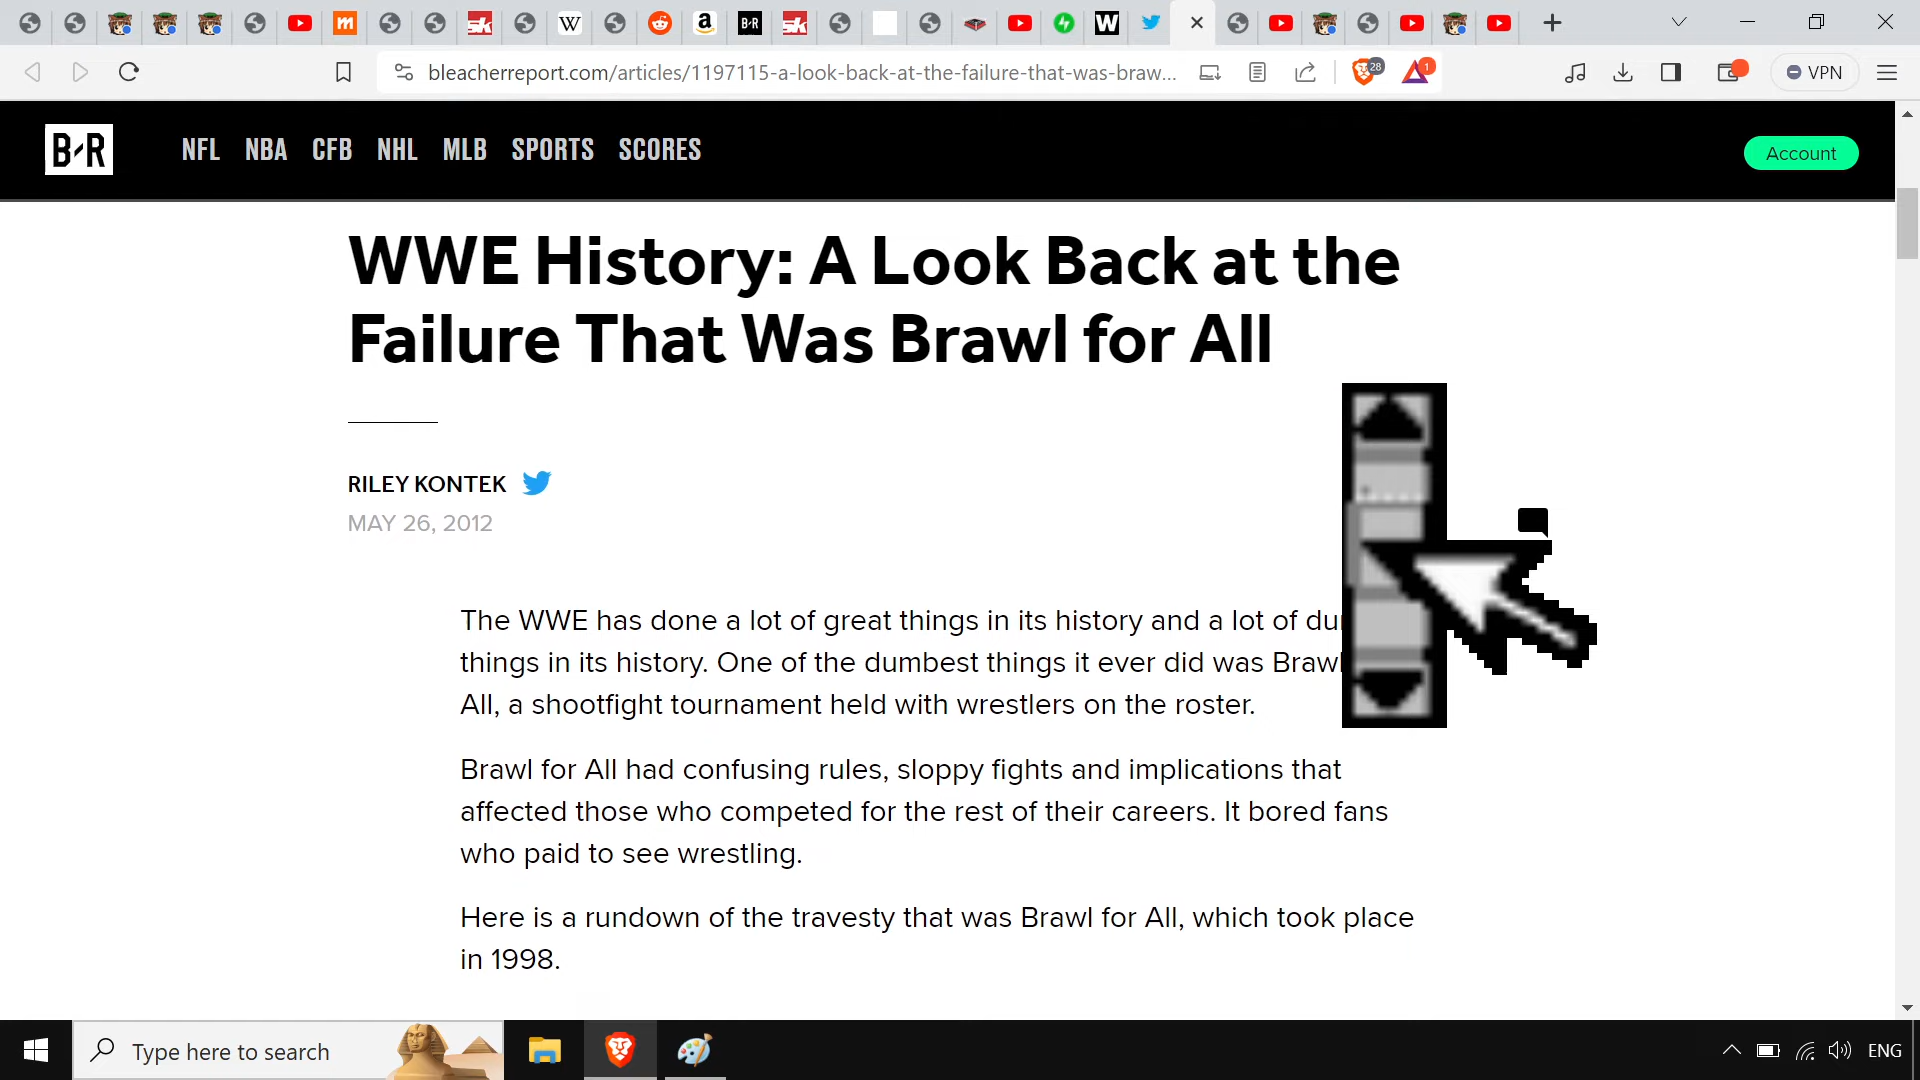 bleacherreport.com/articles/1197115-a-look-back-at-the-failure-that-was-braw...
28
1
VPN
B/R
NFL NBA CFB NHL MLB SPORTS SCORES
Account
WWE History: A Look Back at the
Failure That Was Brawl for All
RILEY KONTEK
MAY 26, 2012
The WWE has done a lot of great things in its history and a lot of
things in its history. One of the dumbest things it ever did was Brawl
All, a shootfight tournament held with wrestlers on the roster.
Brawl for All had confusing rules, sloppy fights and implications that
affected those who competed for the rest of their careers. It bored fans
who paid to see wrestling.
Here is a rundown of the travesty that was Brawl for All, which took place
in 1998.
Type here to search
ENG